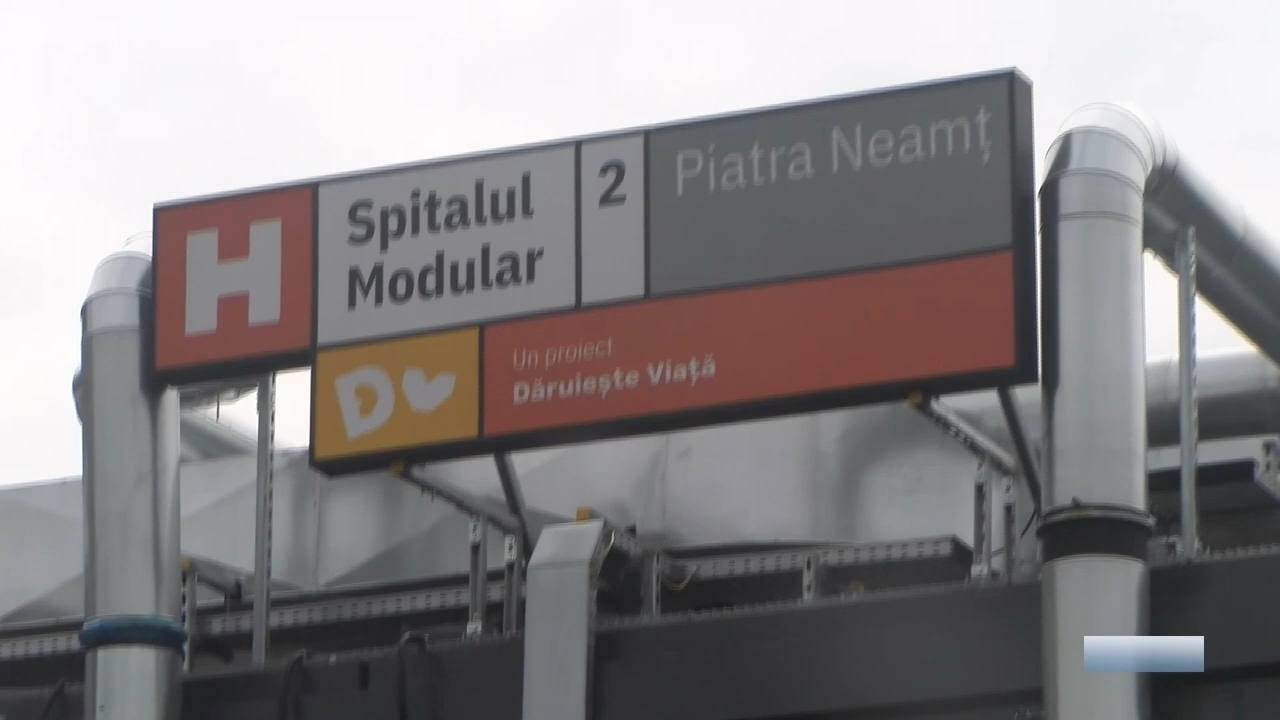 H
Spitalul
Modular
2
Piatra Neamț
Un proiect
Dăruiește Viață